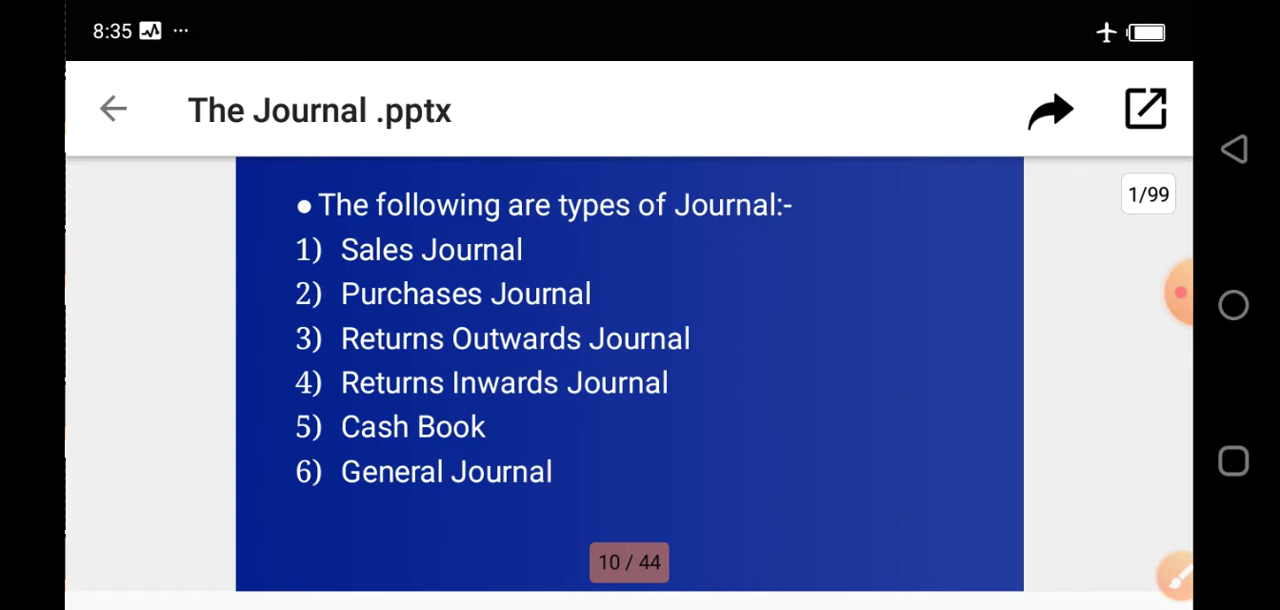 8:35 ...
The Journal .pptx
1/99
● The following are types of Journal:-
1) Sales Journal
2) Purchases Journal
3) Returns Outwards Journal
4) Returns Inwards Journal
5) Cash Book
6) General Journal
10 / 44